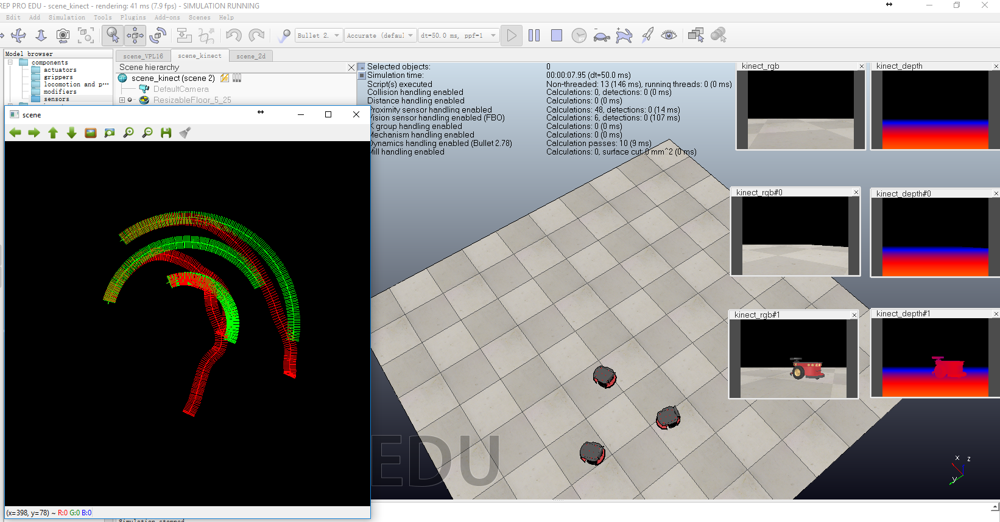 REP PRO EDU - scene_kinect - rendering: 41 ms (7.9 fps) - SIMULATION RUNNING
Edit Add Simulation Tools Plugins Add-ons Scenes Help
Bullet 2. Accurate (defaul dt=50.0 ms, ppf=1
Model browser
components
actuators
grippers
locomotion and p···
modifiers
sensors
scene_VPL16 scene_kinect scene_2d
Scene hierarchy
scene_kinect (scene 2)
DefaultCamera
ResizableFloor_5_25
Selected objects: 0
Simulation time: 00:00:07.95 (dt=50.0 ms)
Script(s) executed Non-threaded: 13 (146 ms), running threads: 0 (0 ms)
Collision handling enabled Calculations: 0, detections: 0 (0 ms)
Distance handling enabled Calculations: 0 (0 ms)
Proximity sensor handling enabled Calculations: 48, detections: 0 (14 ms)
Vision sensor handling enabled (FBO) Calculations: 6, detections: 0 (107 ms)
K group handling enabled Calculations: 0 (0 ms)
Mechanism handling enabled Calculations: 0 (0 ms)
Dynamics handling enabled (Bullet 2.78) Calculation passes: 10 (9 ms)
Mill handling enabled Calculations: 0, surface cut: 0 mm^2 (0 ms)
kinect_rgb
kinect_depth
kinect_rgb#0
kinect_depth#0
kinect_rgb#1
kinect_depth#1
scene
EDU
x
z
y
(x=398, y=78) ~ R:0 G:0 B:0
Simulation stopped